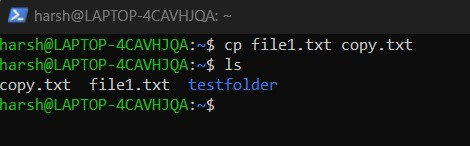 harsh@LAPTOP-4CAVHJQA: ~
harsh@LAPTOP-4CAVHJQA:~$ cp file1.txt copy.txt
harsh@LAPTOP-4CAVHJQA:~$ ls
copy.txt  file1.txt  testfolder
harsh@LAPTOP-4CAVHJQA:~$